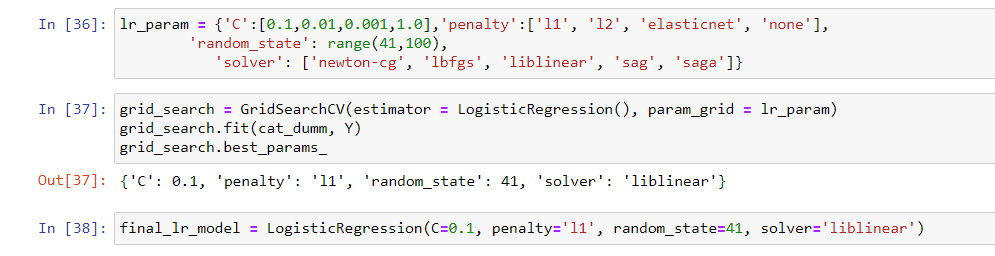 In [36]: lr_param = {'C':[0.1,0.01,0.001,1.0],'penalty':['l1', 'l2', 'elasticnet', 'none'],
'random_state': range(41,100),
'solver': ['newton-cg', 'lbfgs', 'liblinear', 'sag', 'saga']}
In [37]: grid_search = GridSearchCV(estimator = LogisticRegression(), param_grid = lr_param)
grid_search.fit(cat_dumm, Y)
grid_search.best_params_
Out[37]: {'C': 0.1, 'penalty': 'l1', 'random_state': 41, 'solver': 'liblinear'}
In [38]: final_lr_model = LogisticRegression(C=0.1, penalty='l1', random_state=41, solver='liblinear')